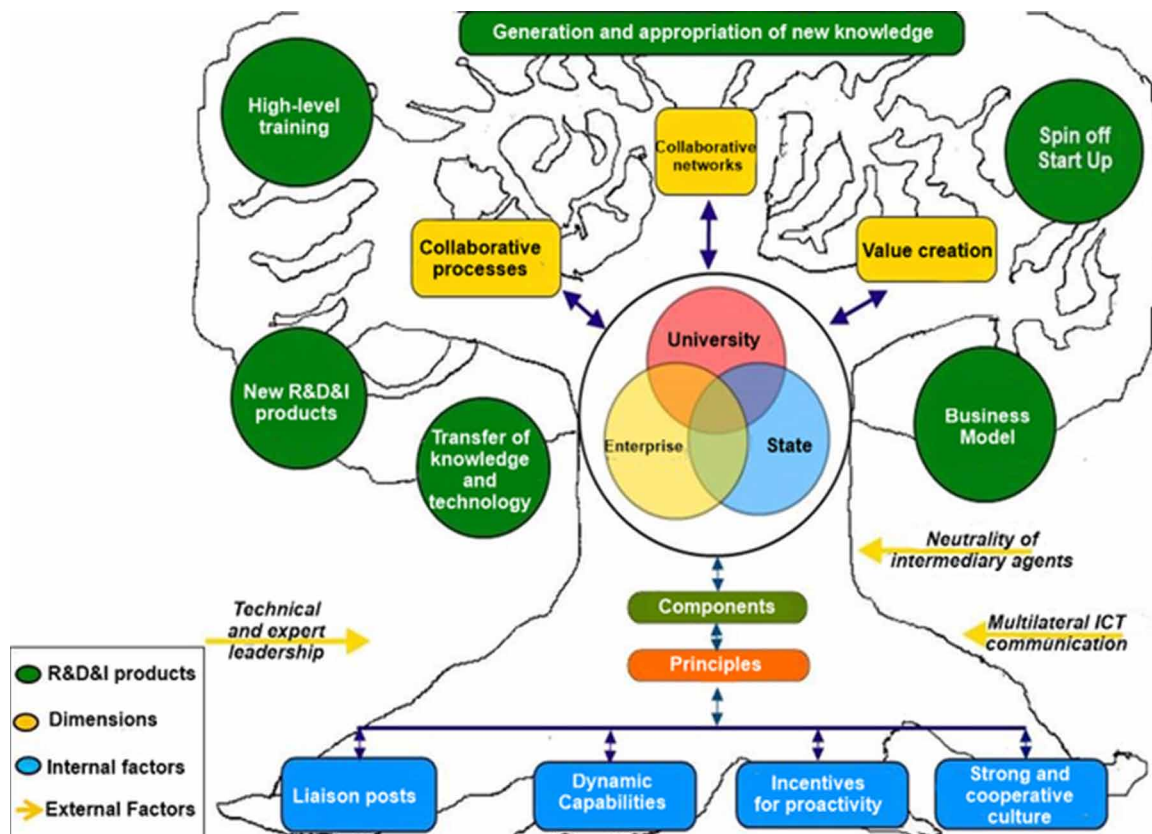 Generation and appropriation of new knowledge
High-level
training
Collaborative
networks
Spin off
Start Up
Collaborative
processes
Value creation
University
Enterprise
State
New R&D&I
products
Transfer of
knowledge
and
technology
Business
Model
Neutrality of
intermediary agents
Components
Technical
and expert
leadership
Multilateral ICT
communication
Principles
R&D&I products
Dimensions
Internal factors
External Factors
Liaison posts
Dynamic
Capabilities
Incentives
for proactivity
Strong and
cooperative
culture